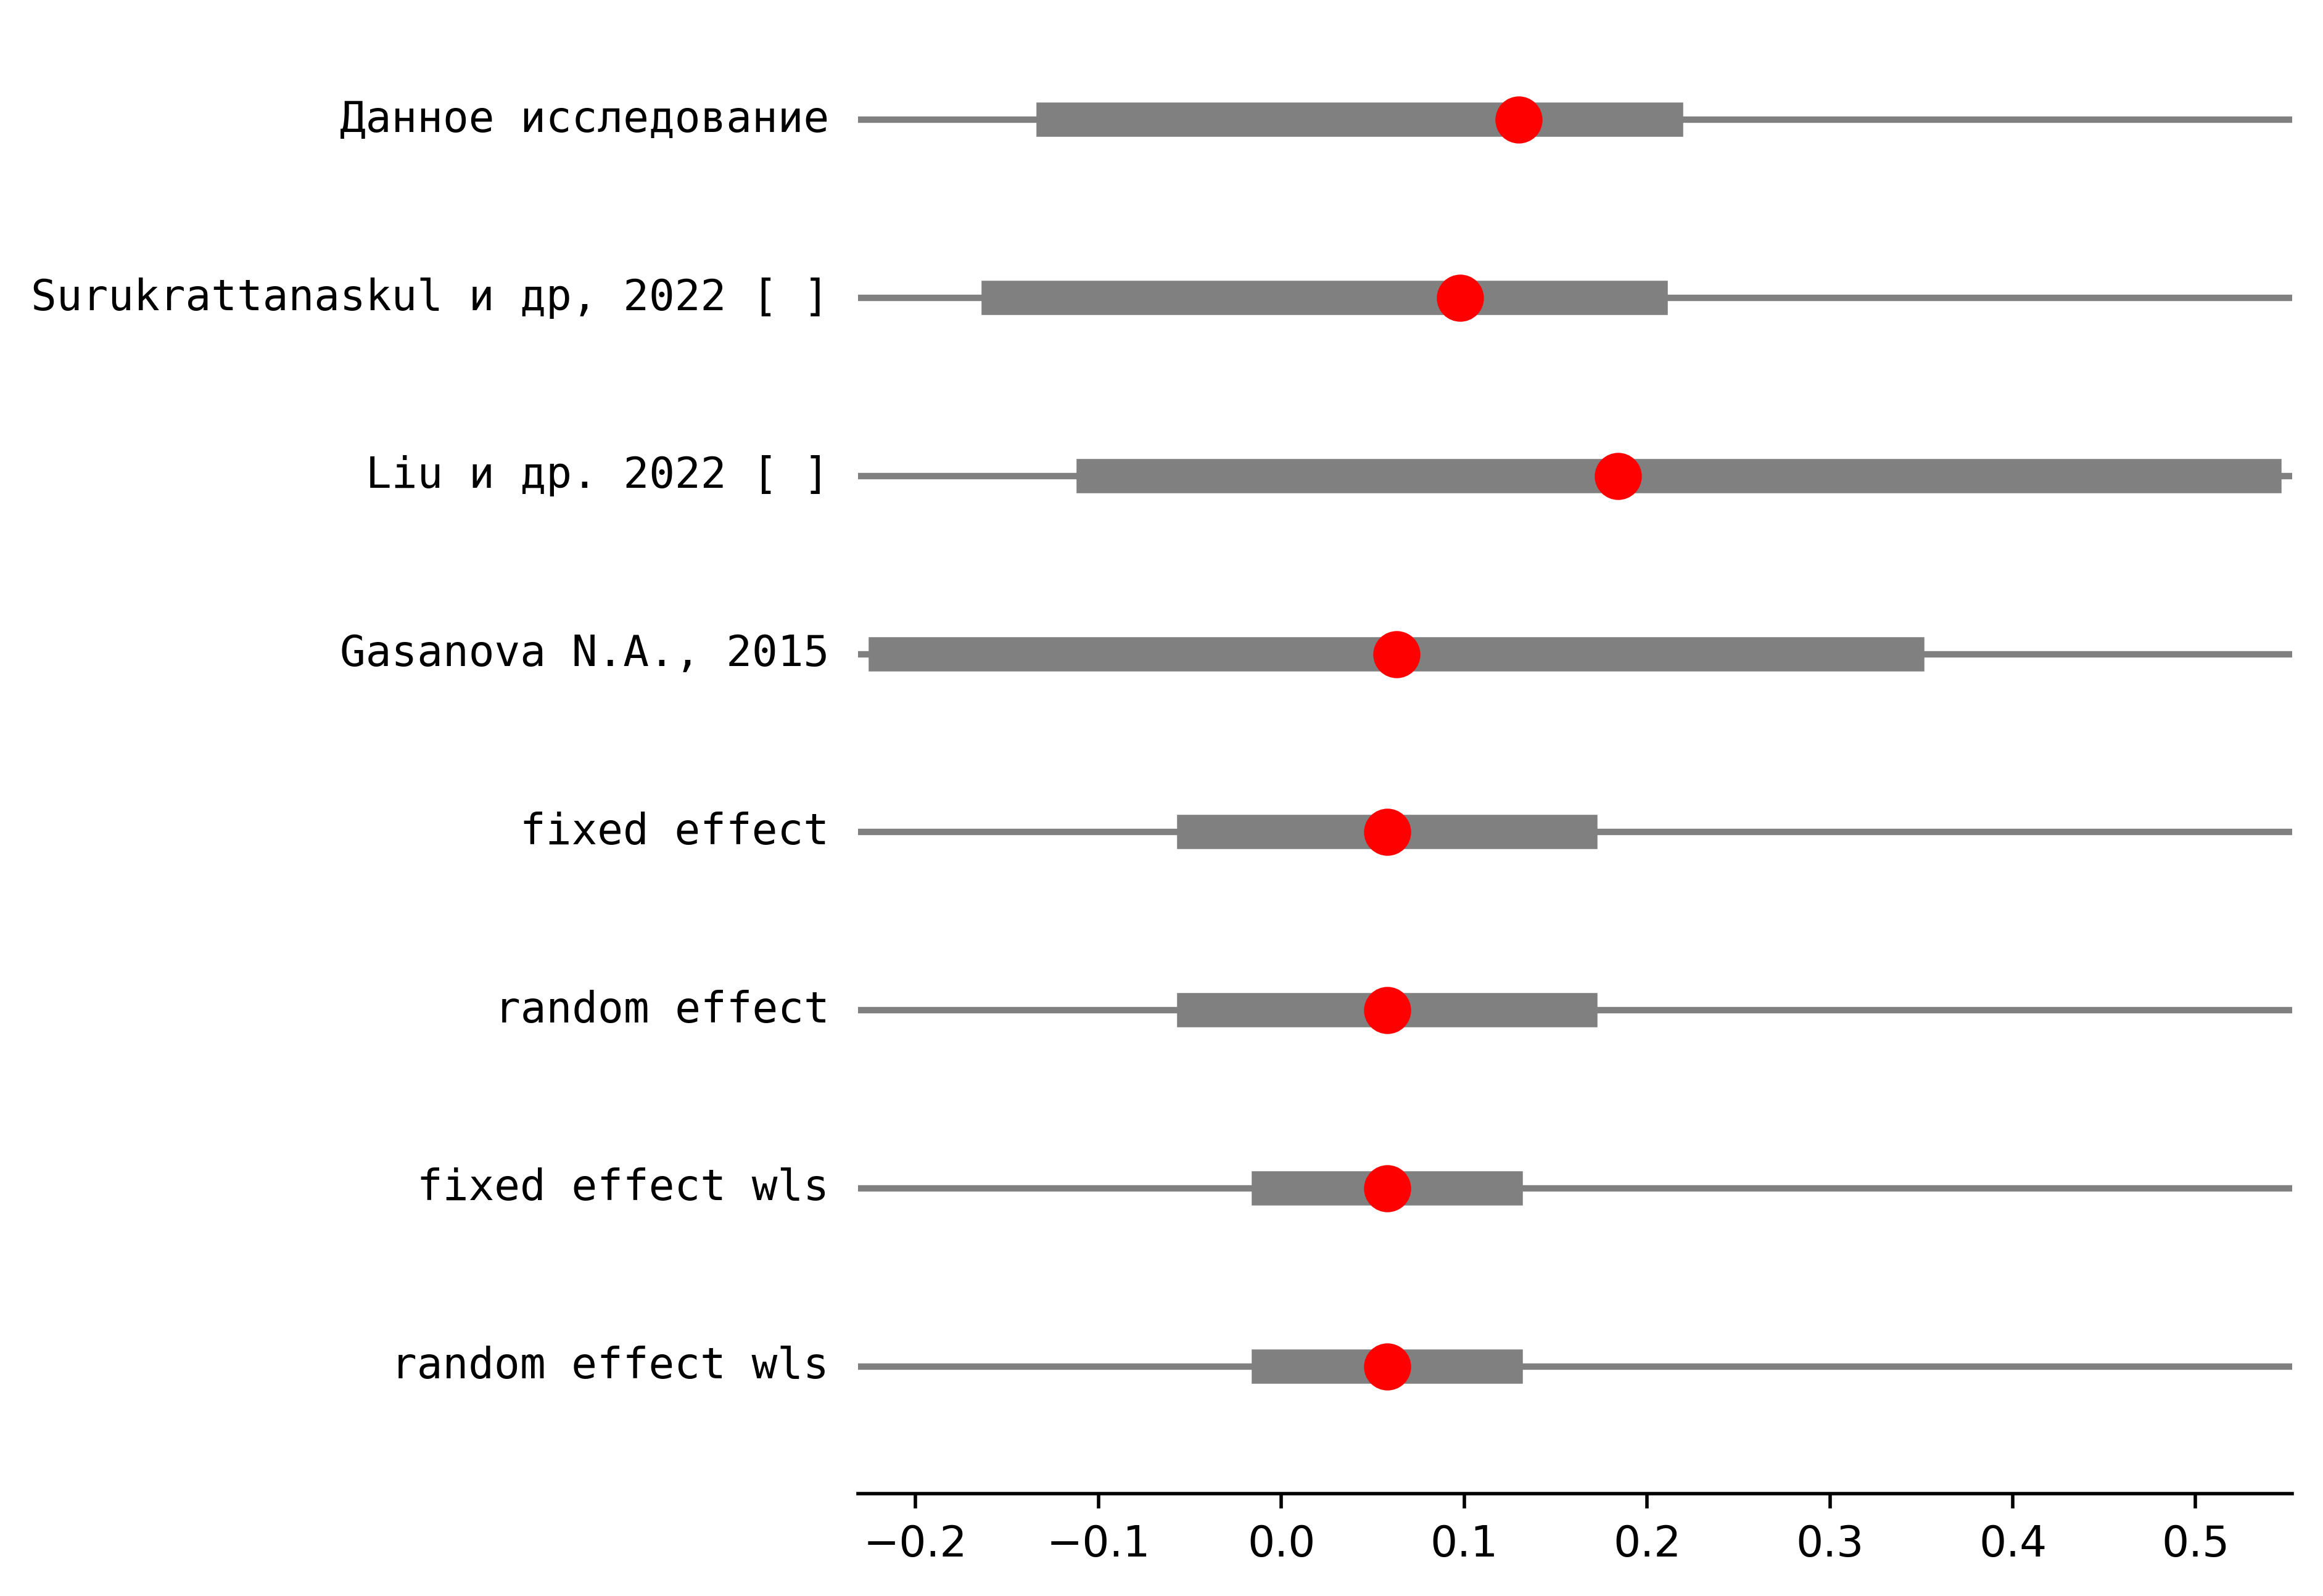 Данное исследование
Surukrattanaskul и др, 2022 [ ]
Liu и др. 2022 [ ]
Gasanova N.A., 2015
fixed effect
random effect
fixed effect wls
random effect wls
−0.2 −0.1 0.0 0.1 0.2 0.3 0.4 0.5